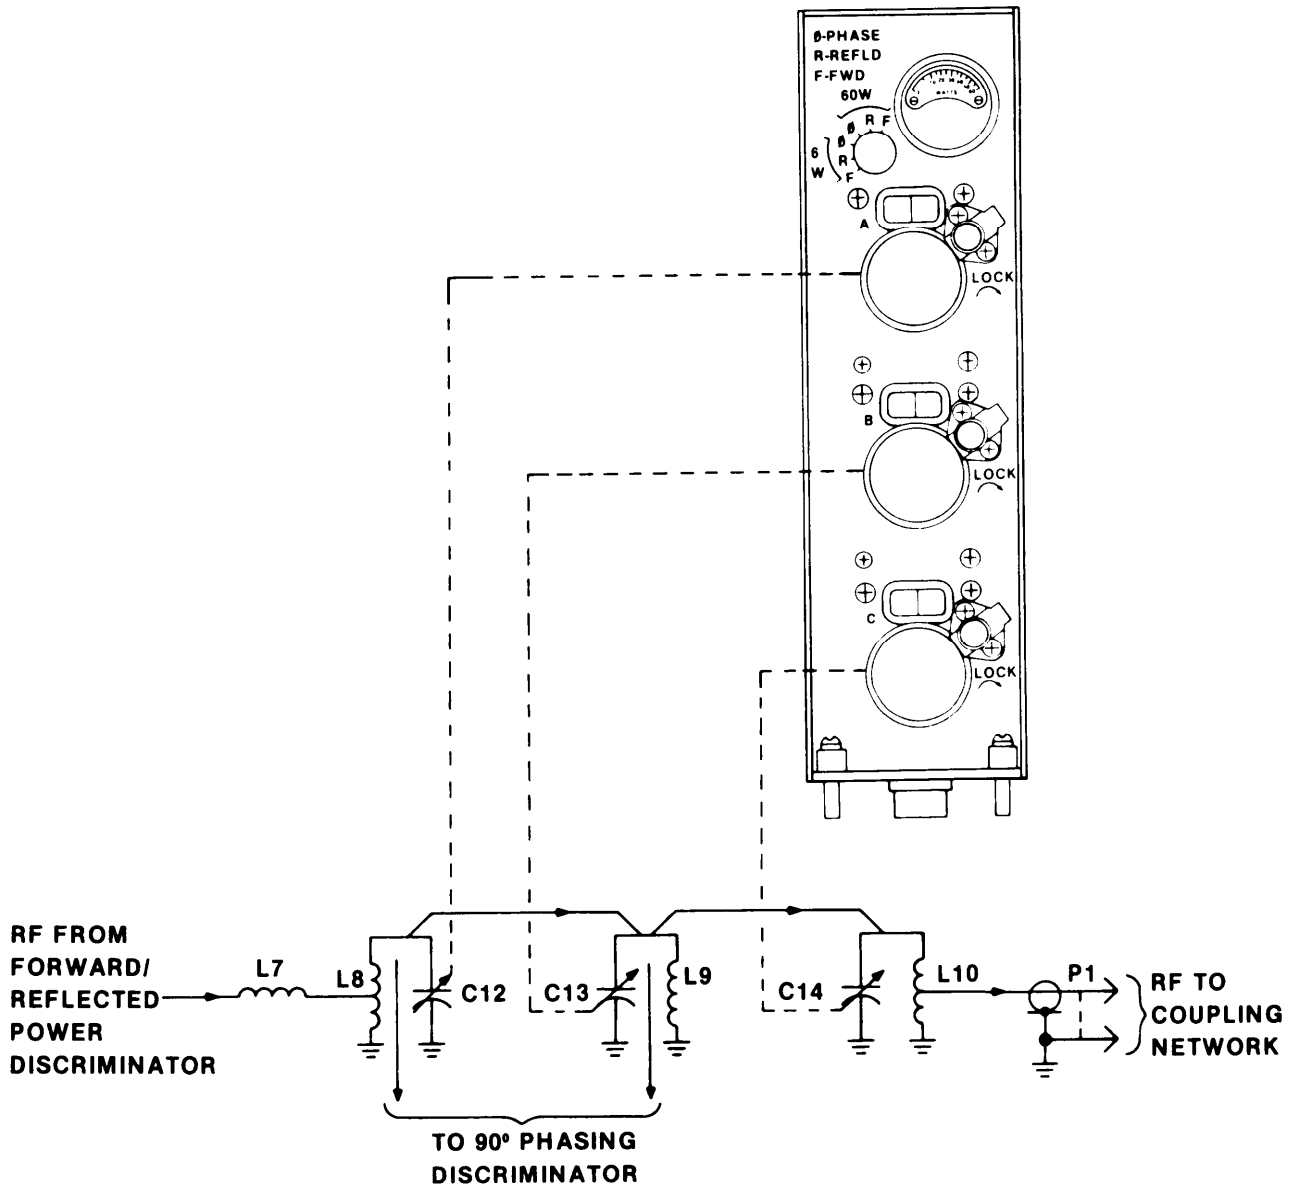 Ø-PHASE
R-REFLD
F-FWD
60W
Ø R F
Ø
6
W
R
F
WATTS
A
LOCK
B
LOCK
C
LOCK
RF FROM
FORWARD/
REFLECTED
POWER
DISCRIMINATOR
L7
L8
C12
C13
L9
C14
L10
P1
RF TO
COUPLING
NETWORK
TO 90° PHASING
DISCRIMINATOR